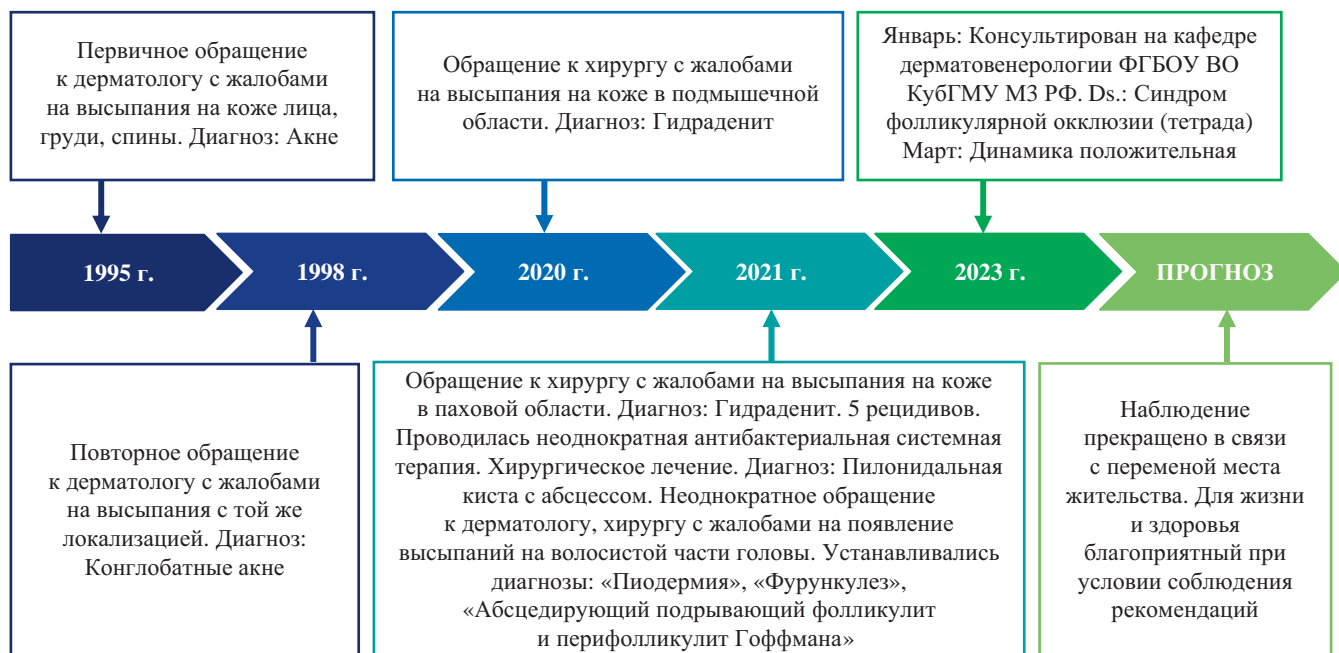 Первичное обращение
к дерматологу с жалобами
на высыпания на коже лица,
груди, спины. Диагноз: Акне
Обращение к хирургу с жалобами
на высыпания на коже в подмышечной
области. Диагноз: Гидраденит
Январь: Консультирован на кафедре
дерматовенерологии ФГБОУ ВО
КубГМУ МЗ РФ. Ds.: Синдром
фолликулярной окклюзии (тетрада)
Март: Динамика положительная
1995 г.
1998 г.
2020 г.
2021 г.
2023 г.
ПРОГНОЗ
Повторное обращение
к дерматологу с жалобами
на высыпания с той же
локализацией. Диагноз:
Конглобатные акне
Обращение к хирургу с жалобами на высыпания на коже
в паховой области. Диагноз: Гидраденит. 5 рецидивов.
Проводилась неоднократная антибактериальная системная
терапия. Хирургическое лечение. Диагноз: Пилонидальная
киста с абсцессом. Неоднократное обращение
к дерматологу, хирургу с жалобами на появление
высыпаний на волосистой части головы. Устанавливались
диагнозы: «Пиодермия», «Фурункулез»,
«Абсцедирующий подрывающий фолликулит
и перифолликулит Гоффмана»
Наблюдение
прекращено в связи
с переменой места
жительства. Для жизни
и здоровья
благоприятный при
условии соблюдения
рекомендаций